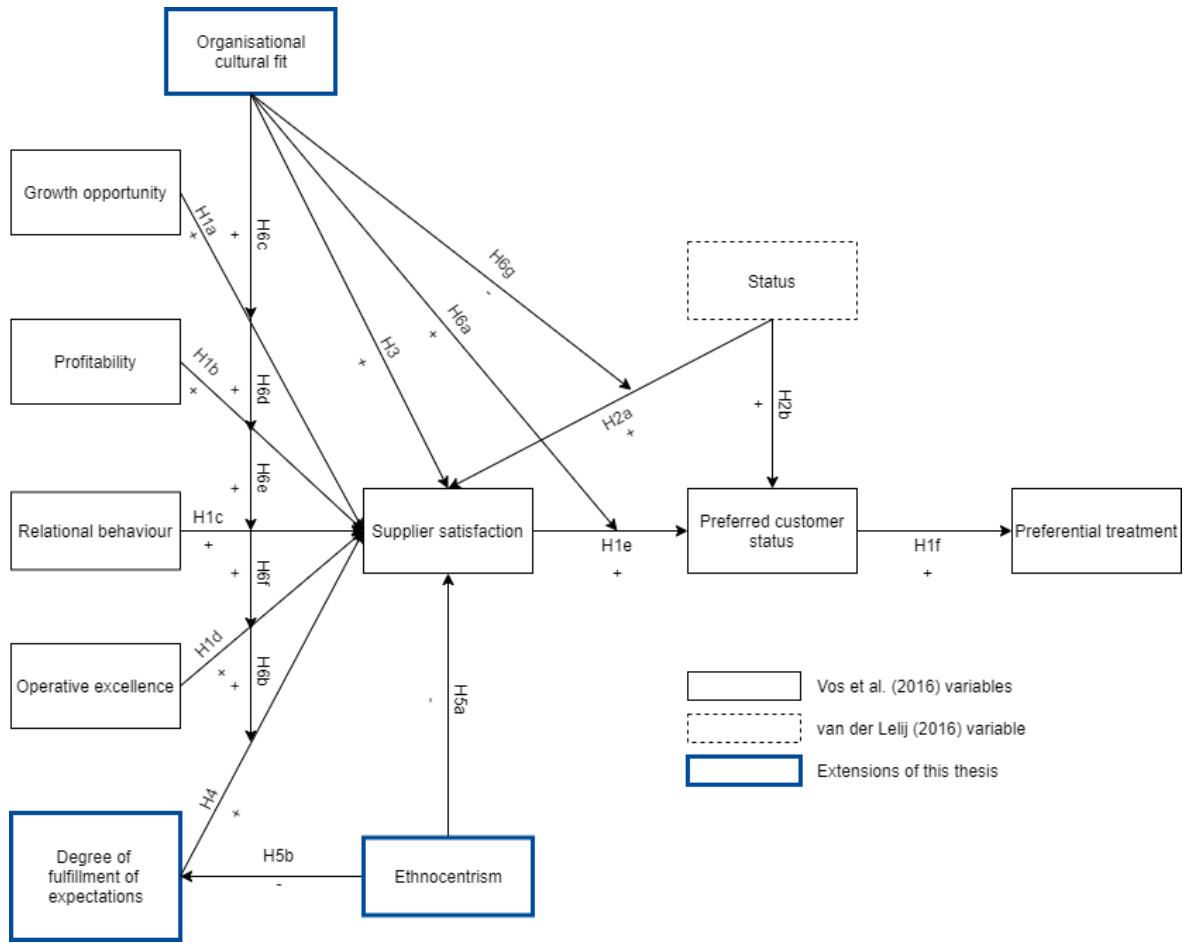 Organisational
cultural fit
Growth opportunity
H1a
+
+
H6c
H6g
-
Status
H6a
+
H3
+
Profitability
H1b
+
+
H6d
H2a
+
H2b
+
H6e
+
Relational behaviour
H1c
+
Supplier satisfaction
H1e
+
Preferred customer
status
H1f
+
Preferential treatment
H6f
+
Operative excellence
H1d
+
+
H6b
H5a
-
Vos et al. (2016) variables
van der Lelij (2016) variable
Extensions of this thesis
H4
+
Degree of
fulfillment of
expectations
H5b
-
Ethnocentrism